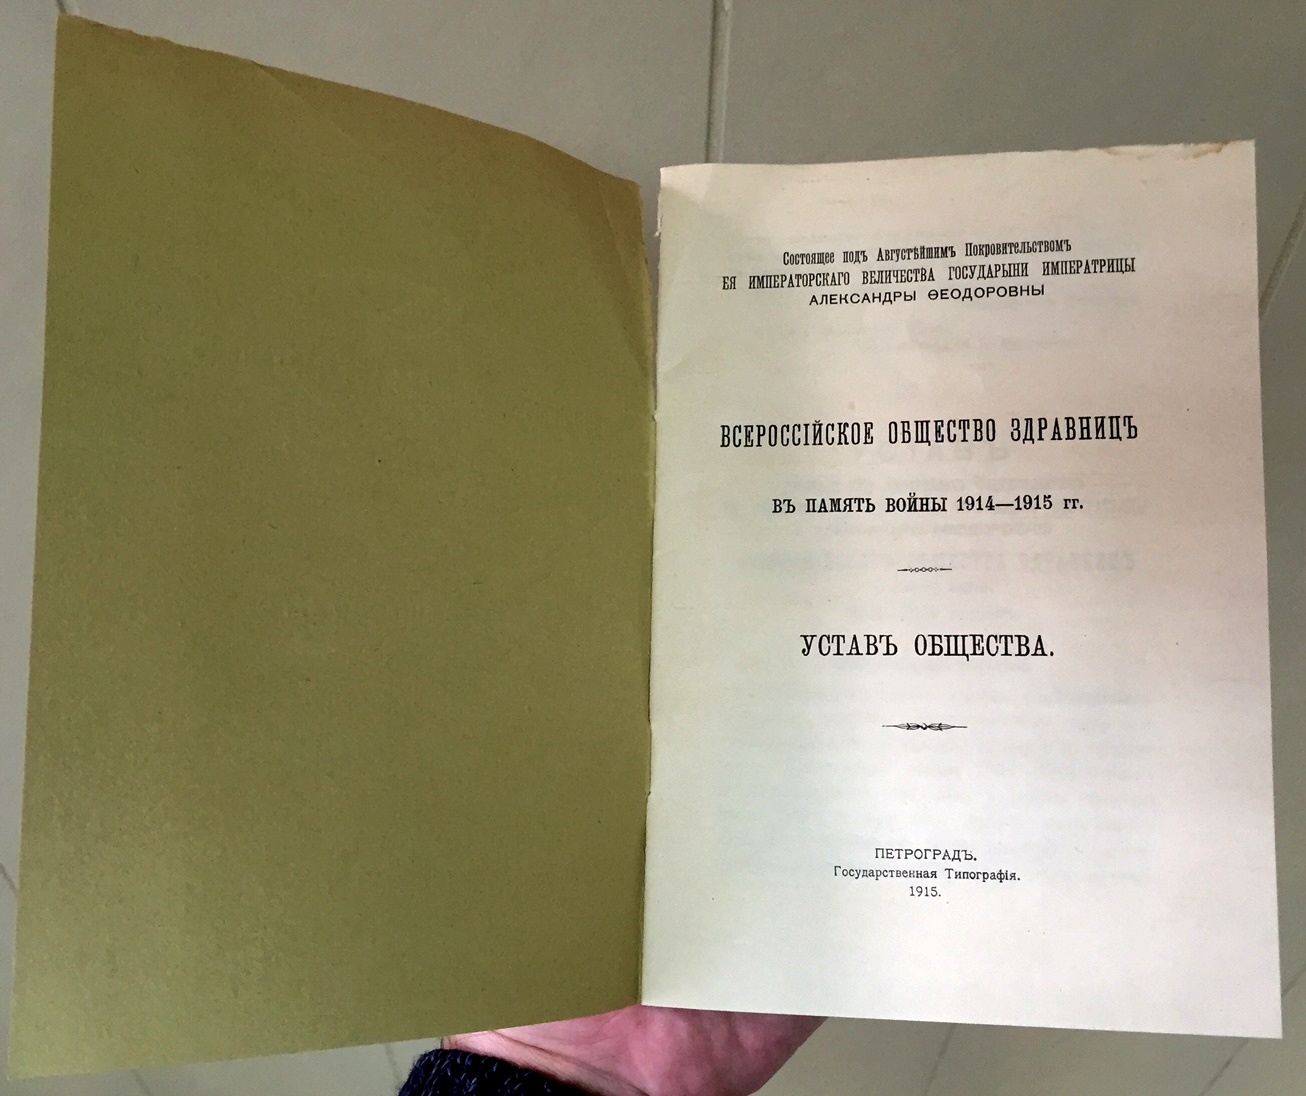 Состоящее подъ Августѣйшимъ Покровительствомъ
ЕЯ ИМПЕРАТОРСКАГО ВЕЛИЧЕСТВА ГОСУДАРЫНИ ИМПЕРАТРИЦЫ
АЛЕКСАНДРЫ ѲЕОДОРОВНЫ
ВСЕРОССІЙСКОЕ ОБЩЕСТВО ЗДРАВНИЦЪ
ВЪ ПАМЯТЬ ВОЙНЫ 1914—1915 гг.
УСТАВЪ ОБЩЕСТВА.
ПЕТРОГРАДЪ.
Государственная Типографія.
1915.